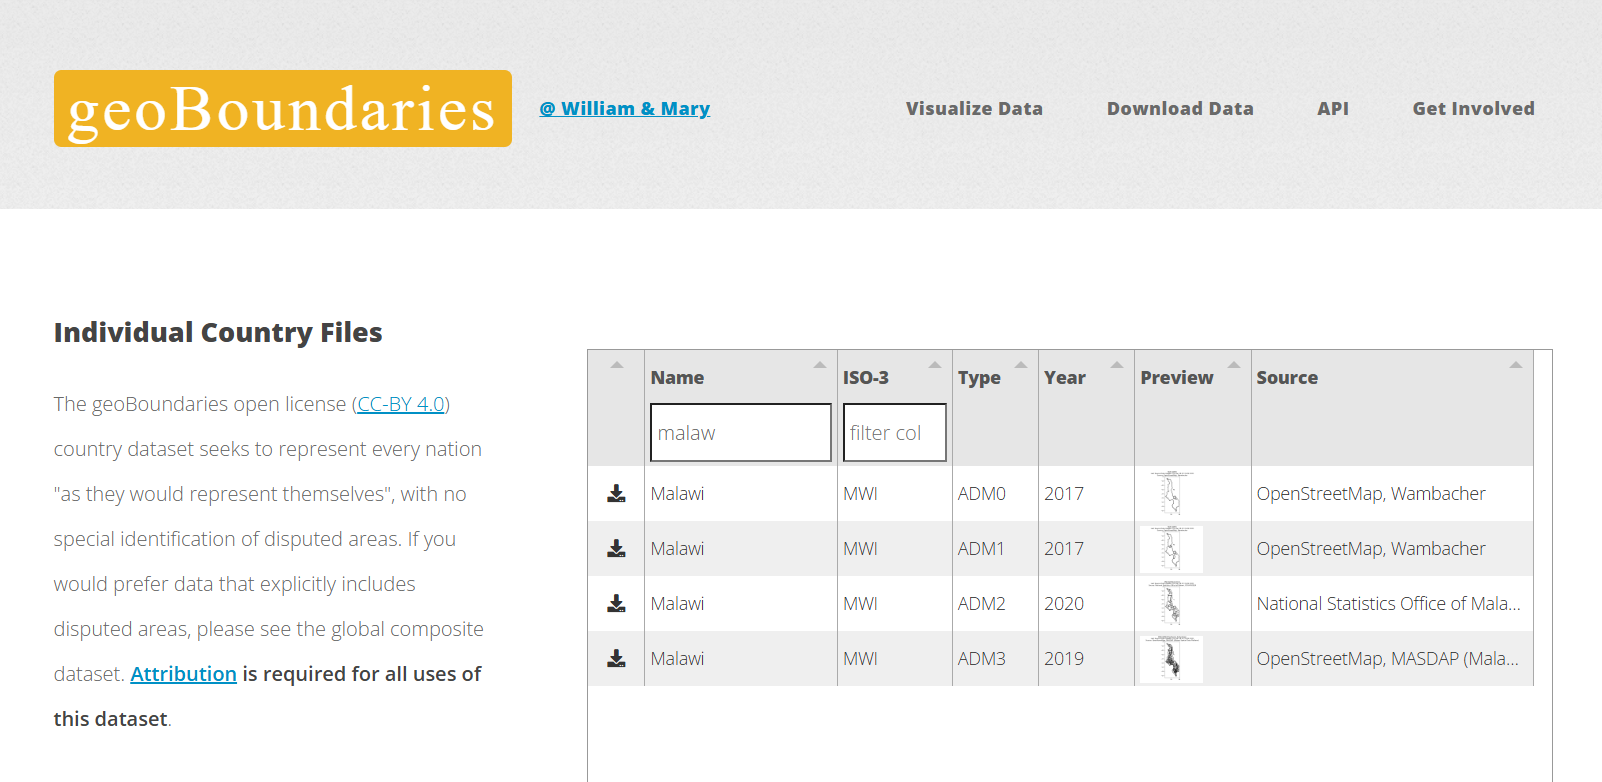 geoBoundaries @ William & Mary Visualize Data Download Data API Get Involved
Individual Country Files
The geoBoundaries open license (CC-BY 4.0)
country dataset seeks to represent every nation
"as they would represent themselves", with no
special identification of disputed areas. If you
would prefer data that explicitly includes
disputed areas, please see the global composite
dataset. Attribution is required for all uses of
this dataset.
Name ISO-3 Type Year Preview Source
malaw filter col
Malawi MWI ADM0 2017 OpenStreetMap, Wambacher
Malawi MWI ADM1 2017 OpenStreetMap, Wambacher
Malawi MWI ADM2 2020 National Statistics Office of Mala...
Malawi MWI ADM3 2019 OpenStreetMap, MASDAP (Mala...